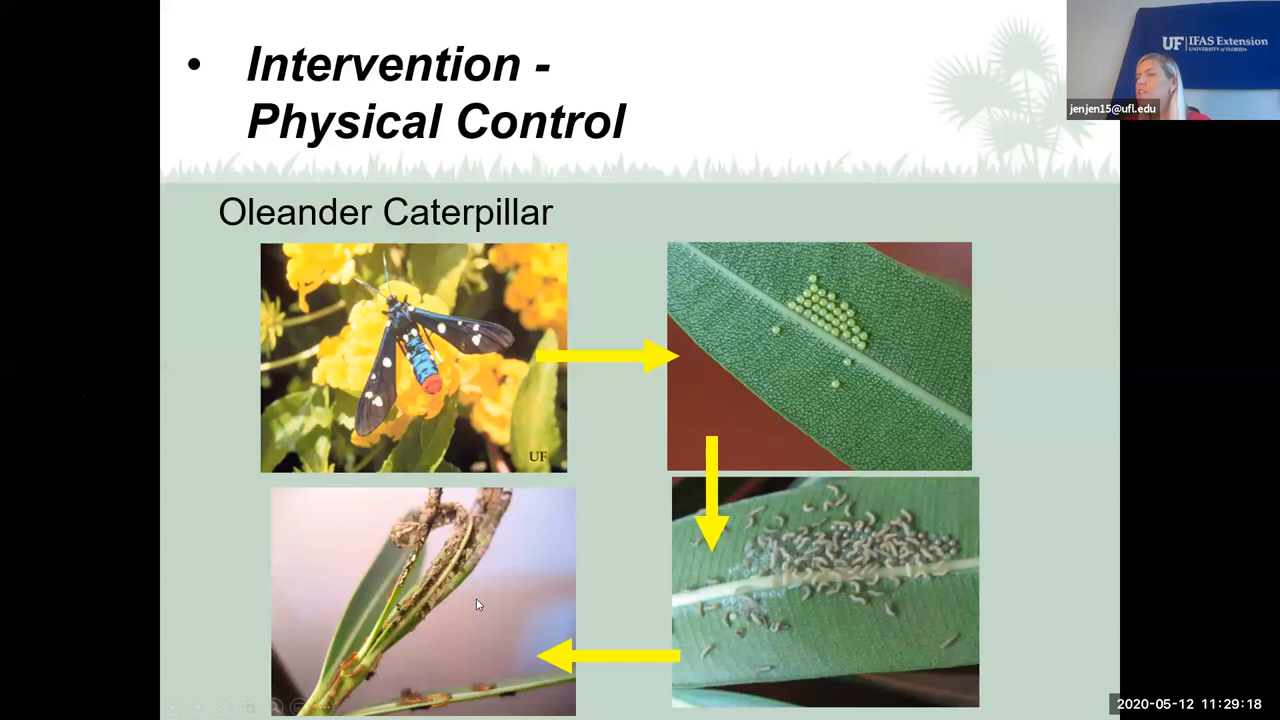 • Intervention -
Physical Control
UF IFAS Extension
UNIVERSITY of FLORIDA
jenjen15@ufl.edu
Oleander Caterpillar
UF
2020-05-12 11:29:18